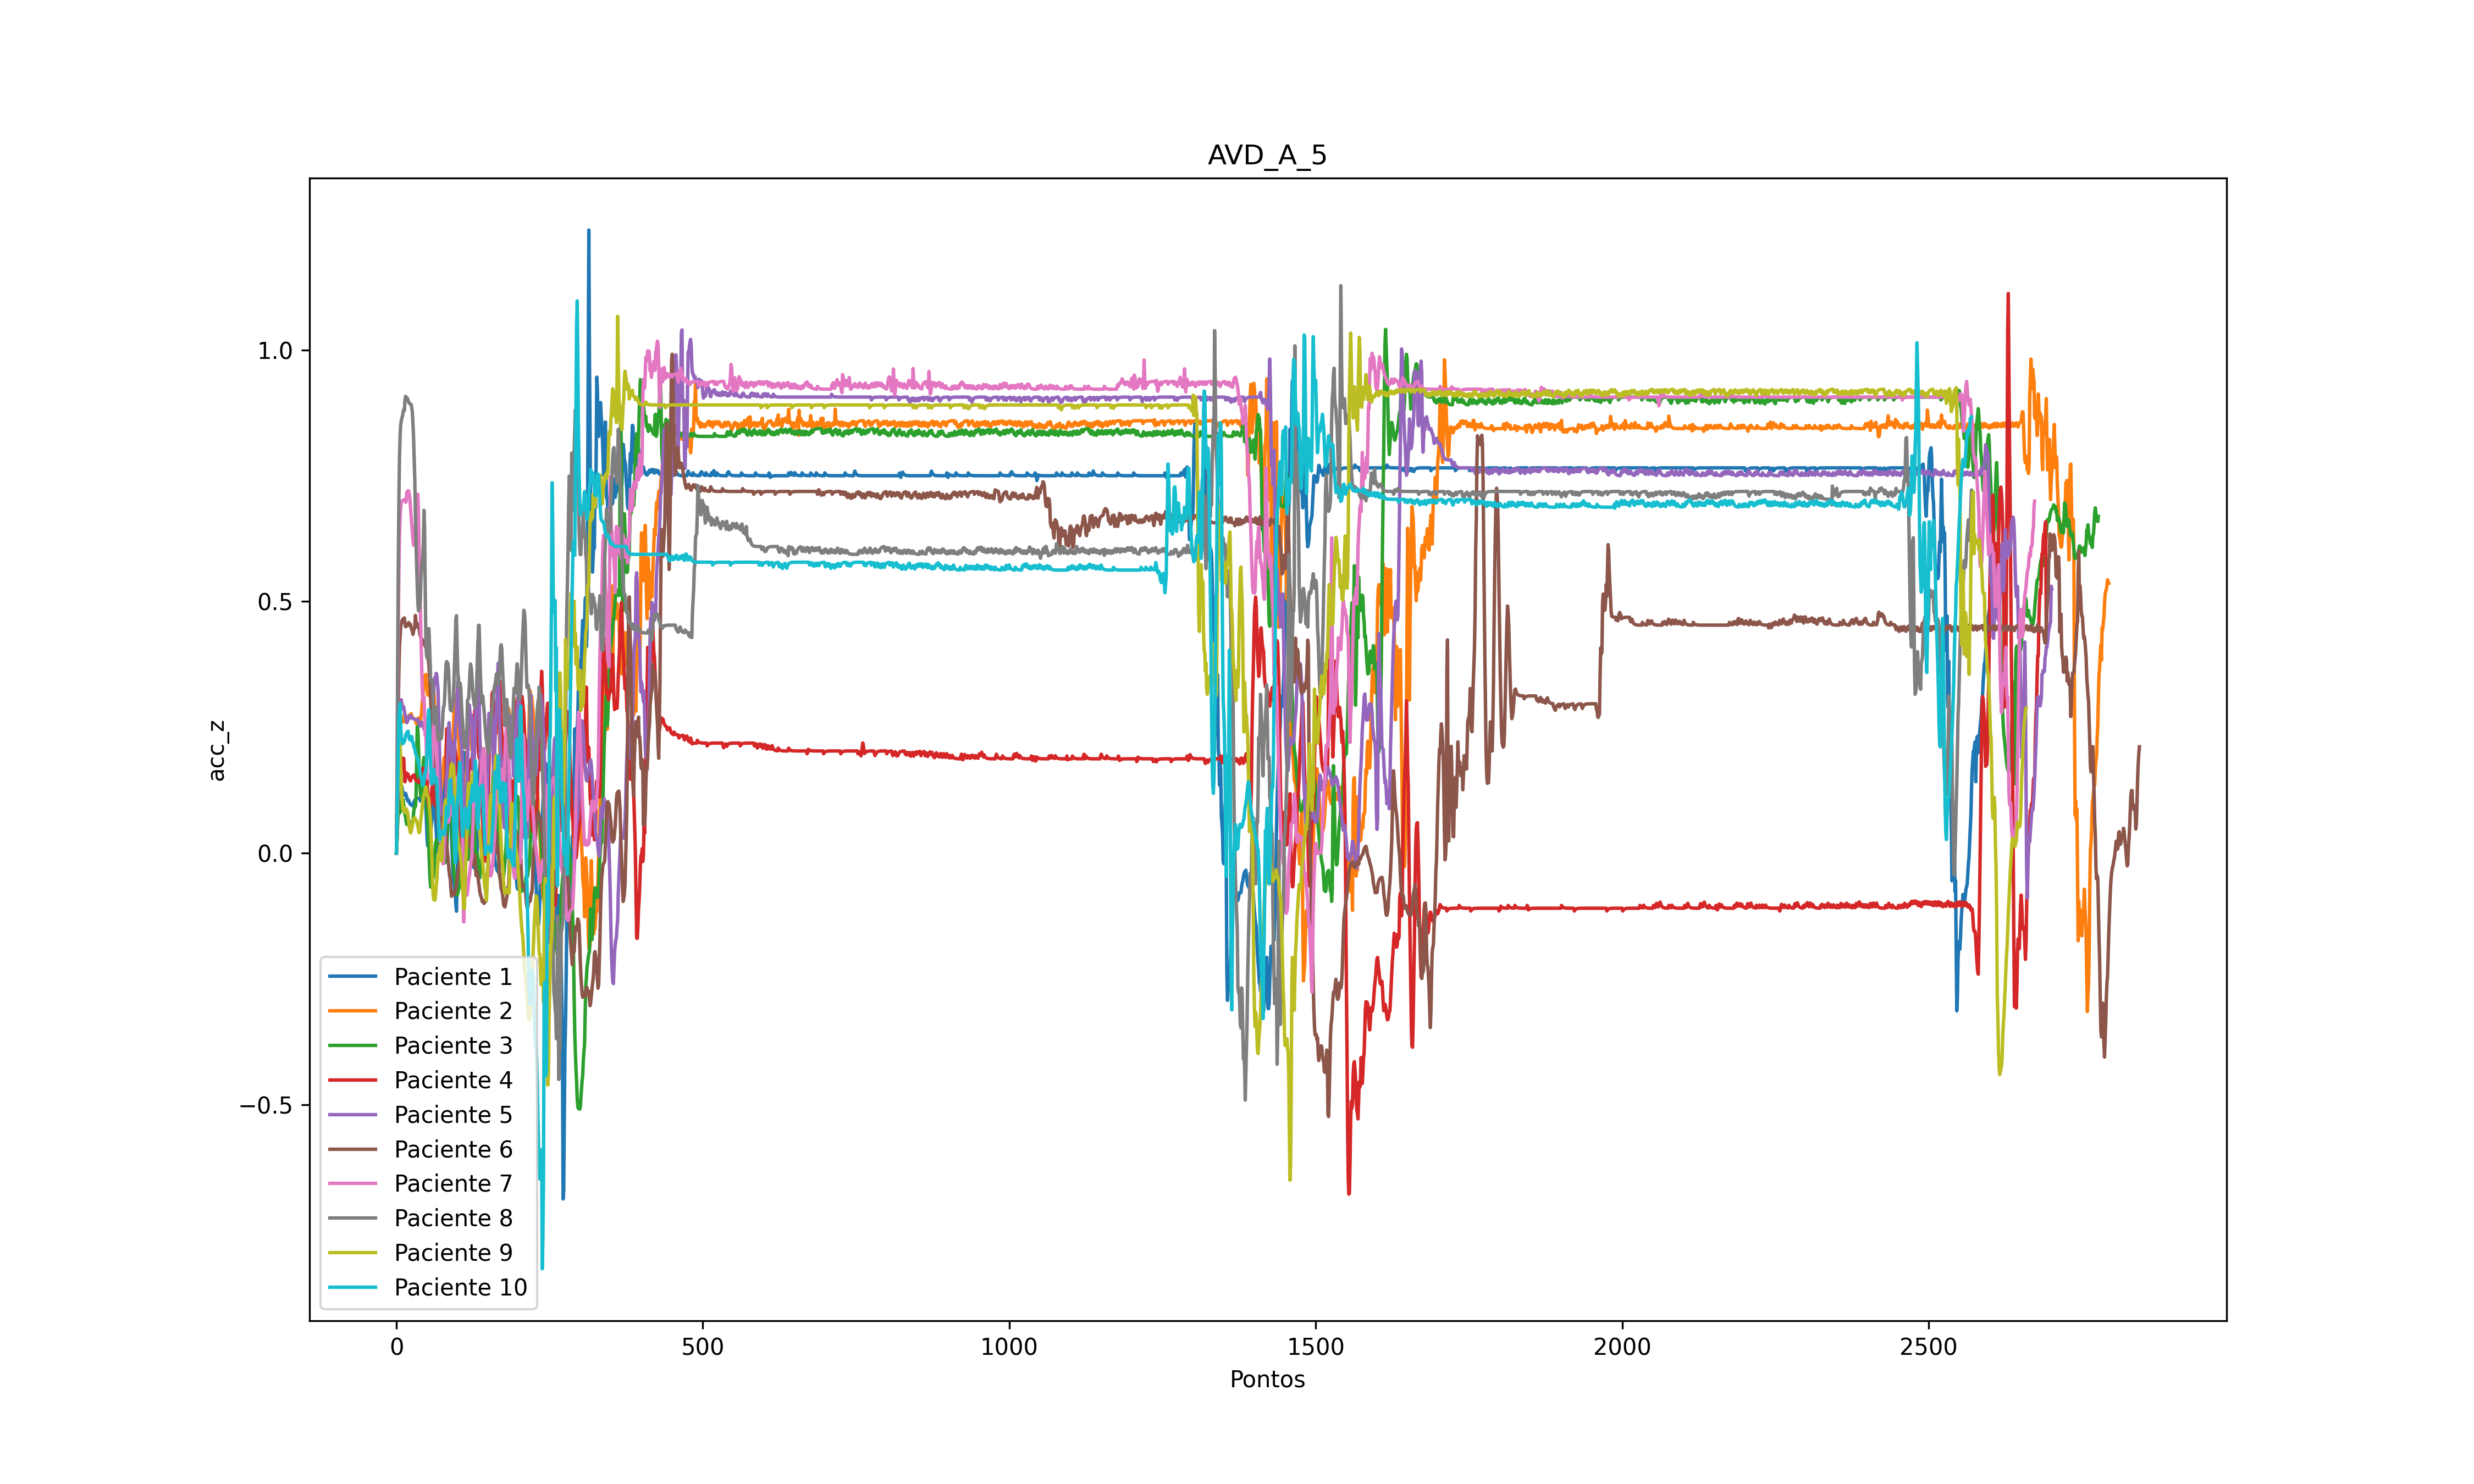 AVD_A_5
acc_z
1.0
0.5
0.0
−0.5
Paciente 1
Paciente 2
Paciente 3
Paciente 4
Paciente 5
Paciente 6
Paciente 7
Paciente 8
Paciente 9
Paciente 10
0 500 1000 1500 2000 2500
Pontos